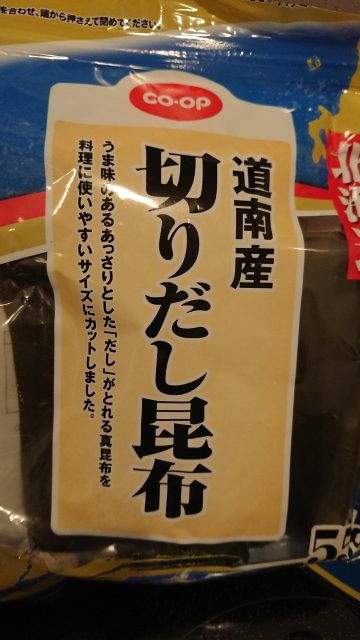 を合わせ、端から押さえて閉めてください。
CO-OP
道南産
切りだし昆布
うま味のあるあっさりとした「だし」がとれる真昆布を
料理に使いやすいサイズにカットしました。
北海
5